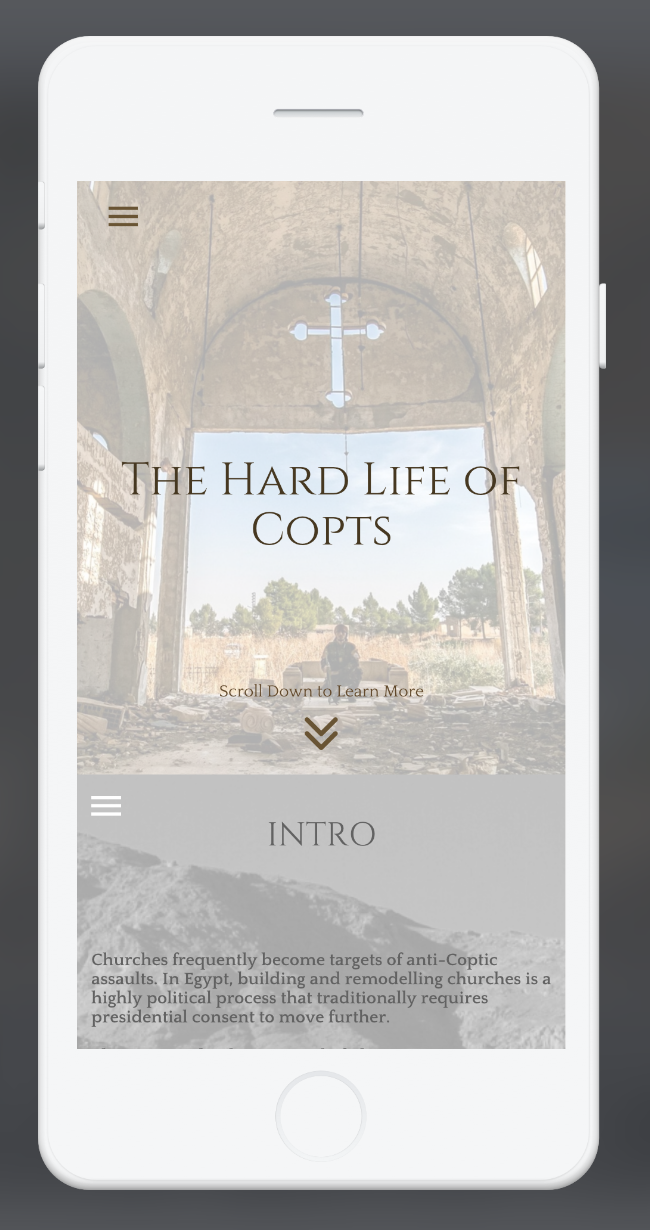 The Hard Life of
Copts
Scroll Down to Learn More
INTRO
Churches frequently become targets of anti-Coptic
assaults. In Egypt, building and remodelling churches is a
highly political process that traditionally requires
presidential consent to move further.